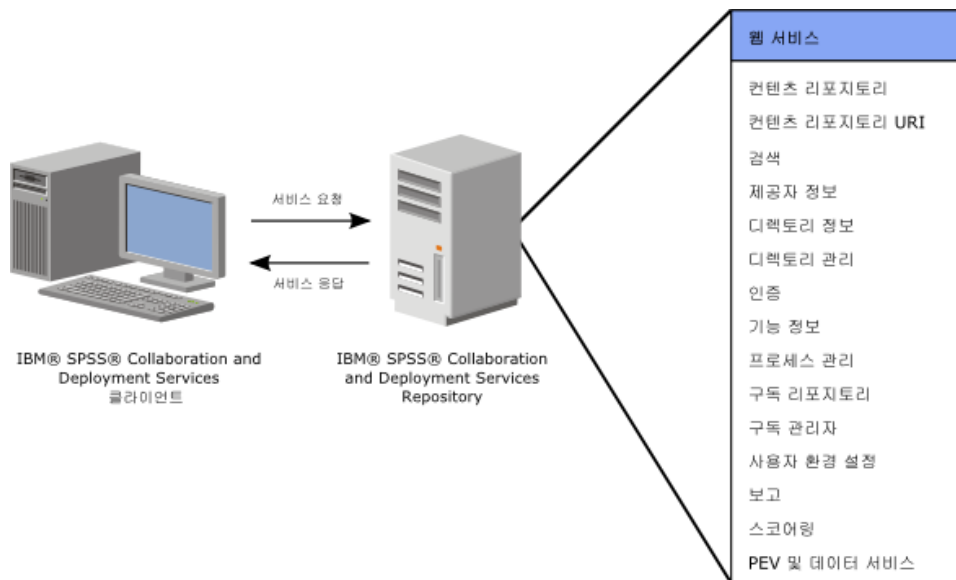 웹 서비스
컨텐츠 리포지토리
컨텐츠 리포지토리 URI
검색
제공자 정보
디렉토리 정보
디렉토리 관리
인증
기능 정보
프로세스 관리
구독 리포지토리
구독 관리자
사용자 환경 설정
보고
스코어링
PEV 및 데이터 서비스
서비스 요청
서비스 응답
IBM® SPSS® Collaboration and
Deployment Services
클라이언트
IBM® SPSS® Collaboration
and Deployment Services
Repository